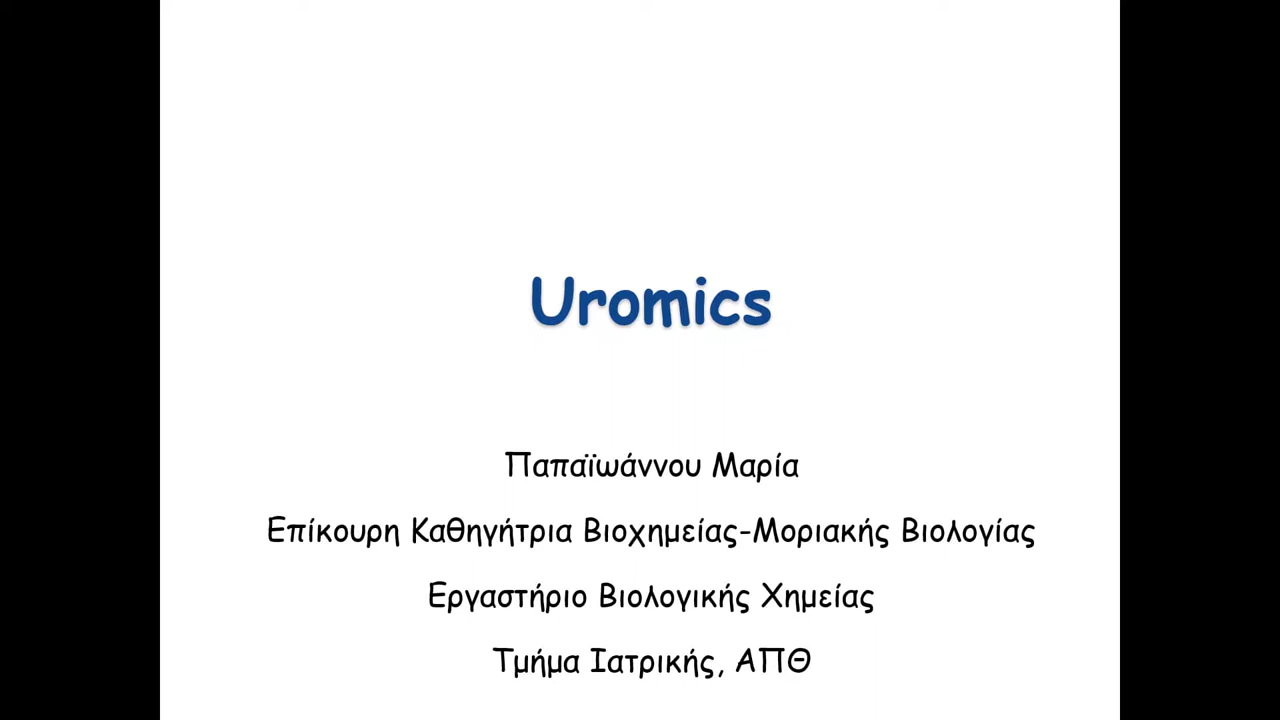 Uromics
Παπαϊωάννου Μαρία
Επίκουρη Καθηγήτρια Βιοχημείας-Μοριακής Βιολογίας
Εργαστήριο Βιολογικής Χημείας
Τμήμα Ιατρικής, ΑΠΘ